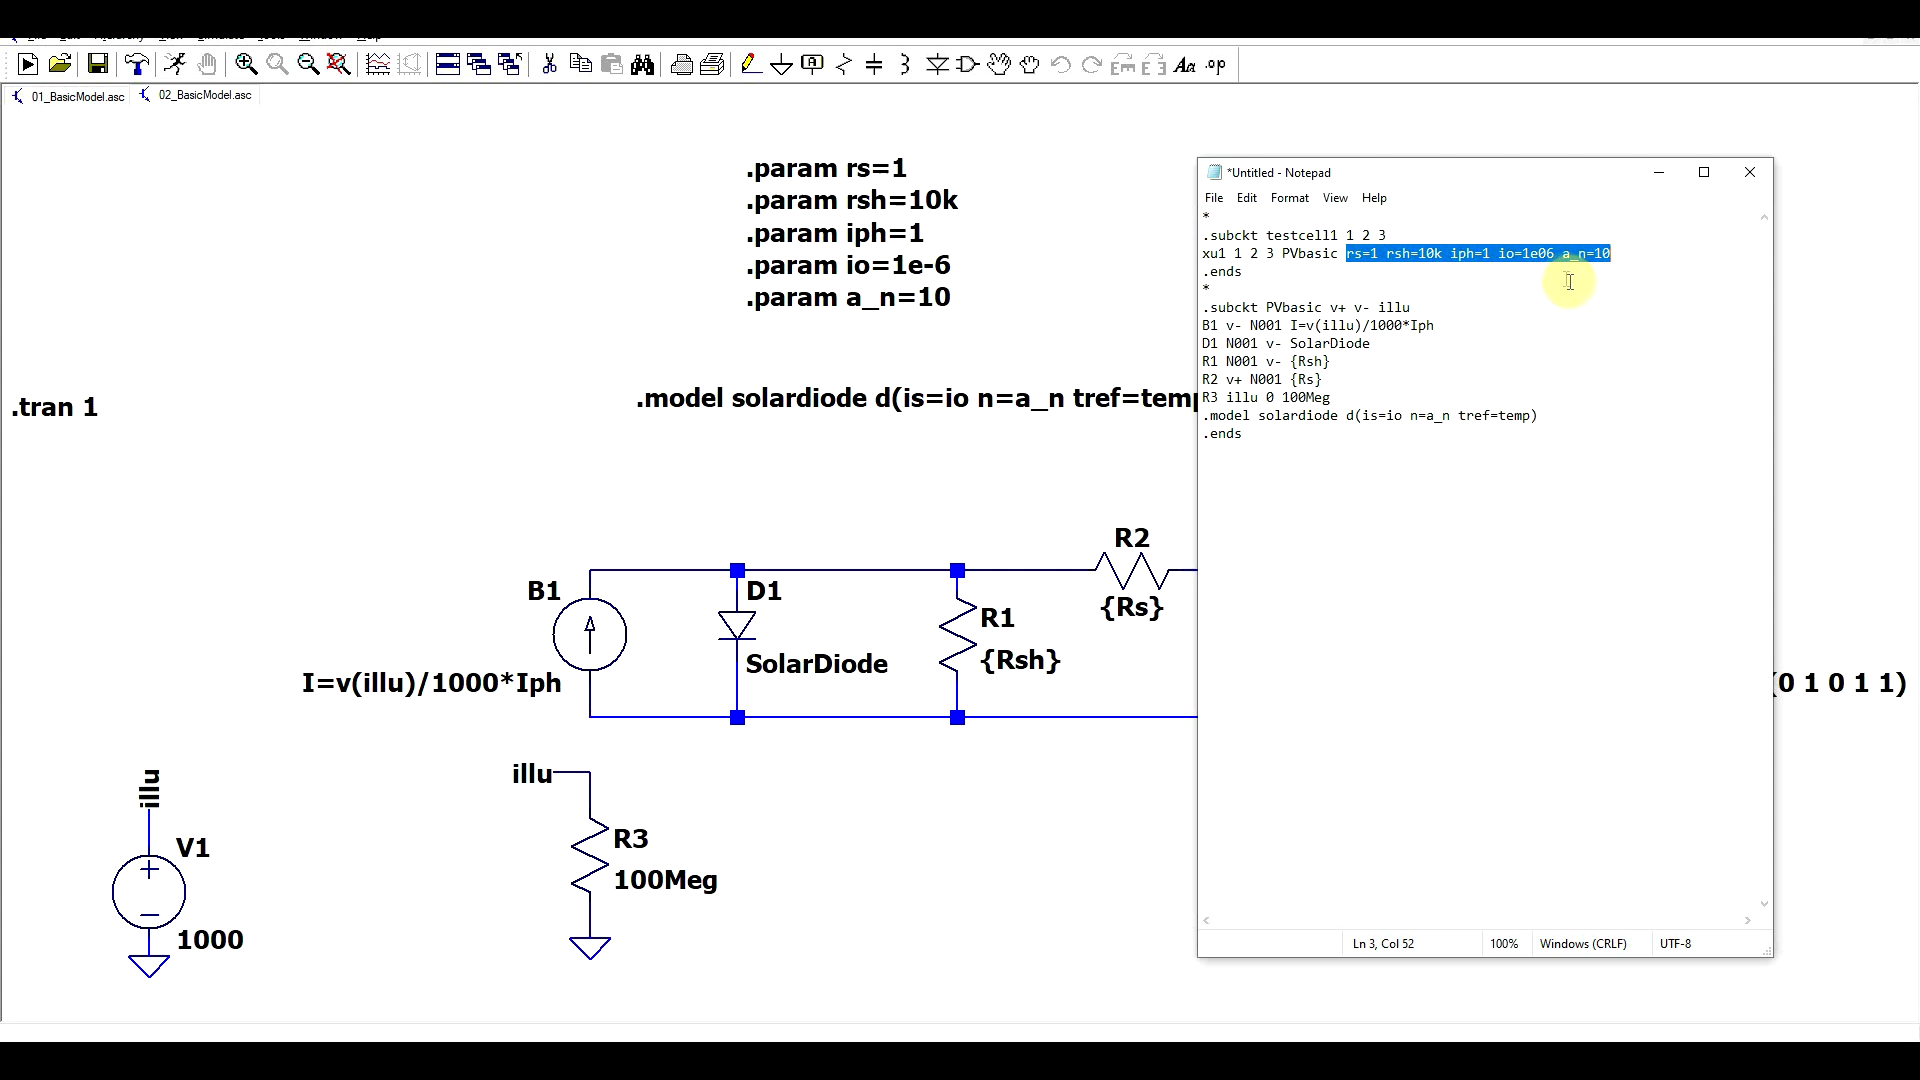 01_BasicModel.asc
02_BasicModel.asc
.param rs=1
.param rsh=10k
.param iph=1
.param io=1e-6
.param a_n=10
.tran 1
.model solardiode d(is=io n=a_n tref=temp
R2
{Rs}
B1
D1
R1
{Rsh}
SolarDiode
I=v(illu)/1000*Iph
(0 1 0 1 1)
illu
V1
1000
illu
R3
100Meg
*Untitled - Notepad
File Edit Format View Help
*
.subckt testcell1 1 2 3
xu1 1 2 3 PVbasic rs=1 rsh=10k iph=1 io=1e06 a_n=10
.ends
*
.subckt PVbasic v+ v- illu
B1 v- N001 I=v(illu)/1000*Iph
D1 N001 v- SolarDiode
R1 N001 v- {Rsh}
R2 v+ N001 {Rs}
R3 illu 0 100Meg
.model solardiode d(is=io n=a_n tref=temp)
.ends
Ln 3, Col 52
100%
Windows (CRLF)
UTF-8